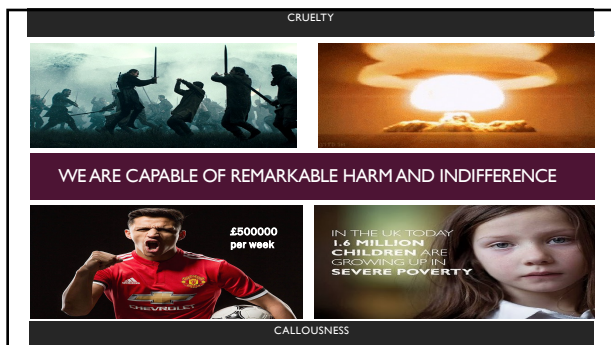 CRUELTY
WE ARE CAPABLE OF REMARKABLE HARM AND INDIFFERENCE
£500000
per week
CHEVROLET
IN THE UK TODAY
1.6 MILLION
CHILDREN ARE
GROWING UP IN
SEVERE POVERTY
CALLOUSNESS